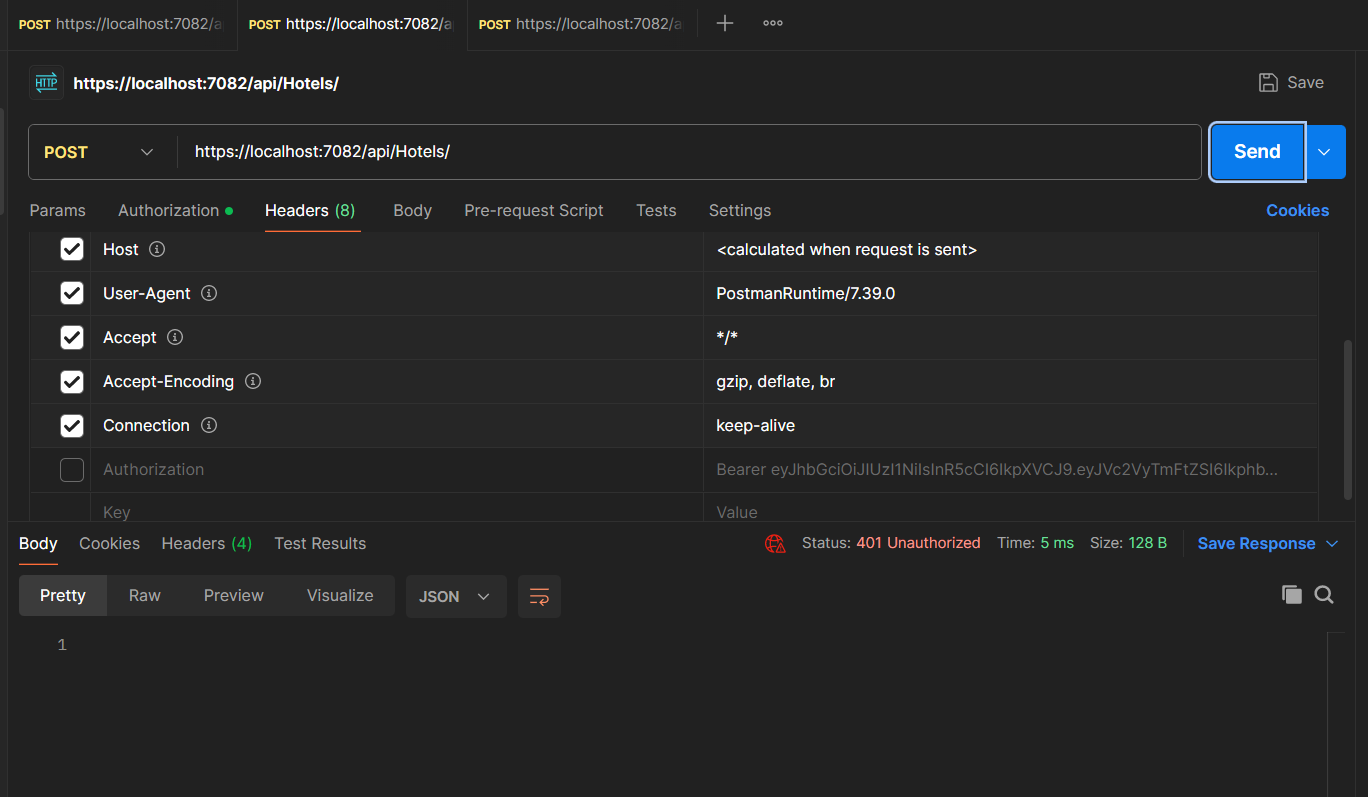 POST https://localhost:7082/a POST https://localhost:7082/a POST https://localhost:7082/a
HTTP https://localhost:7082/api/Hotels/ Save
POST https://localhost:7082/api/Hotels/ Send
Params Authorization Headers (8) Body Pre-request Script Tests Settings Cookies
Host <calculated when request is sent>
User-Agent PostmanRuntime/7.39.0
Accept */*
Accept-Encoding gzip, deflate, br
Connection keep-alive
Authorization Bearer eyJhbGciOiJIUzI1NiIsInR5cCI6IkpXVCJ9.eyJVc2VyTmFtZSI6Ikphb...
Key Value
Body Cookies Headers (4) Test Results Status: 401 Unauthorized Time: 5 ms Size: 128 B Save Response
Pretty Raw Preview Visualize JSON
1